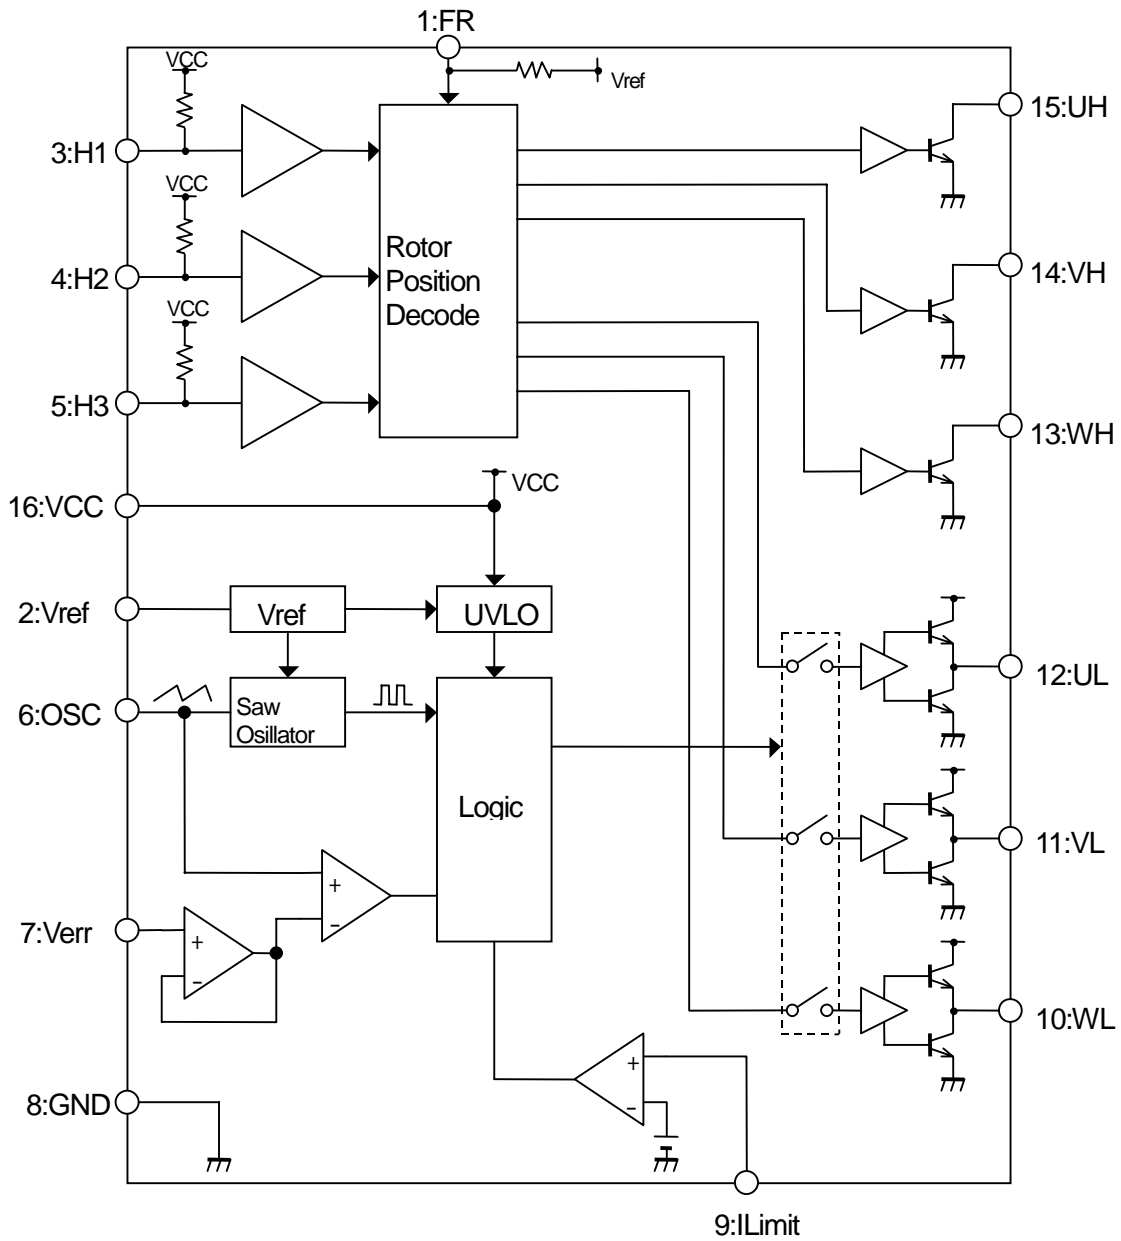 1:FR
VCC
Vref
15:UH
3:H1
VCC
Rotor
Position
Decode
4:H2
14:VH
VCC
5:H3
13:WH
VCC
16:VCC
2:Vref
Vref
UVLO
12:UL
6:OSC
Saw
Osillator
Logic
11:VL
+
-
7:Verr
+
-
10:WL
+
-
8:GND
9:ILimit